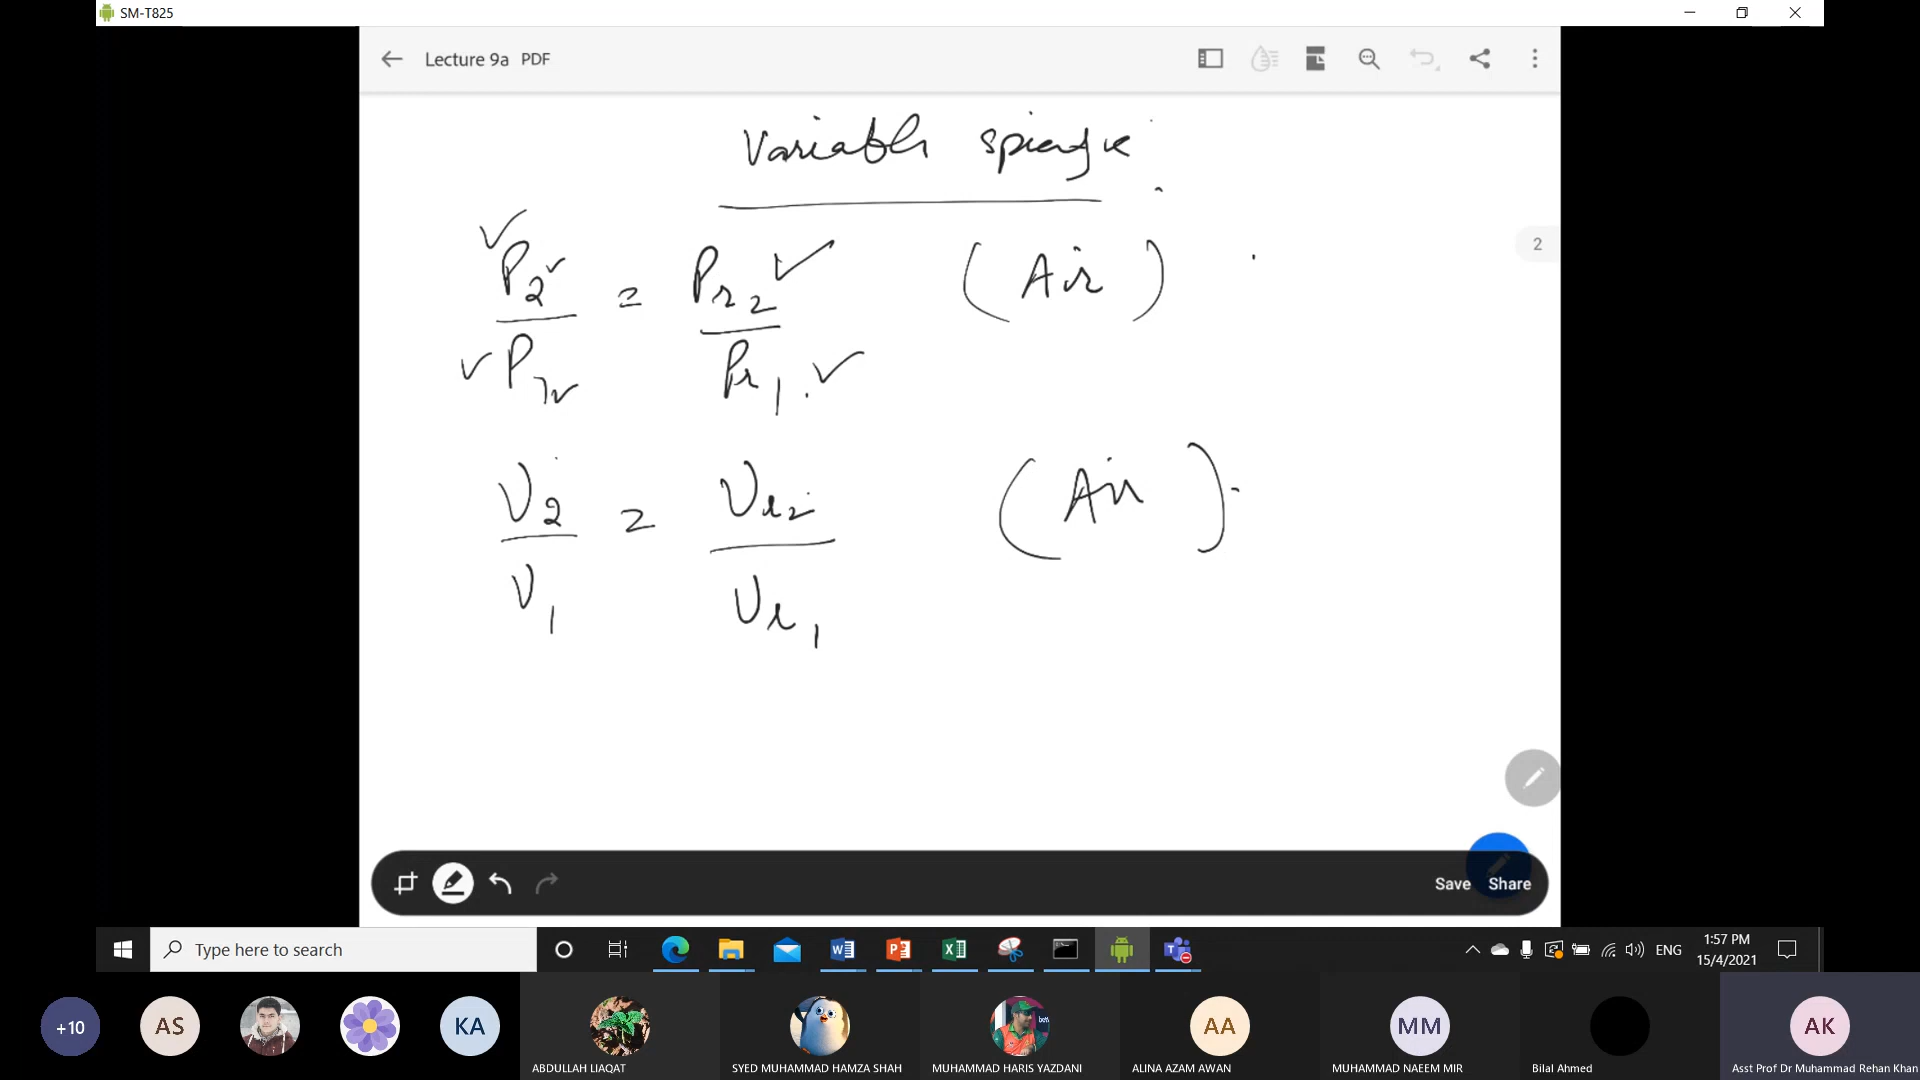 SM-T825
Lecture 9a PDF
Variable specific
P2 / P1 = Pr2 / Pr1 (Air)
2
V2 / V1 = Vr2 / Vr1 (Air)
Save Share
Type here to search
ENG
1:57 PM
15/4/2021
+10
AS
KA
AA
MM
AK
ABDULLAH LIAQAT
SYED MUHAMMAD HAMZA SHAH
MUHAMMAD HARIS YAZDANI
ALINA AZAM AWAN
MUHAMMAD NAEEM MIR
Bilal Ahmed
Asst Prof Dr Muhammad Rehan Khan